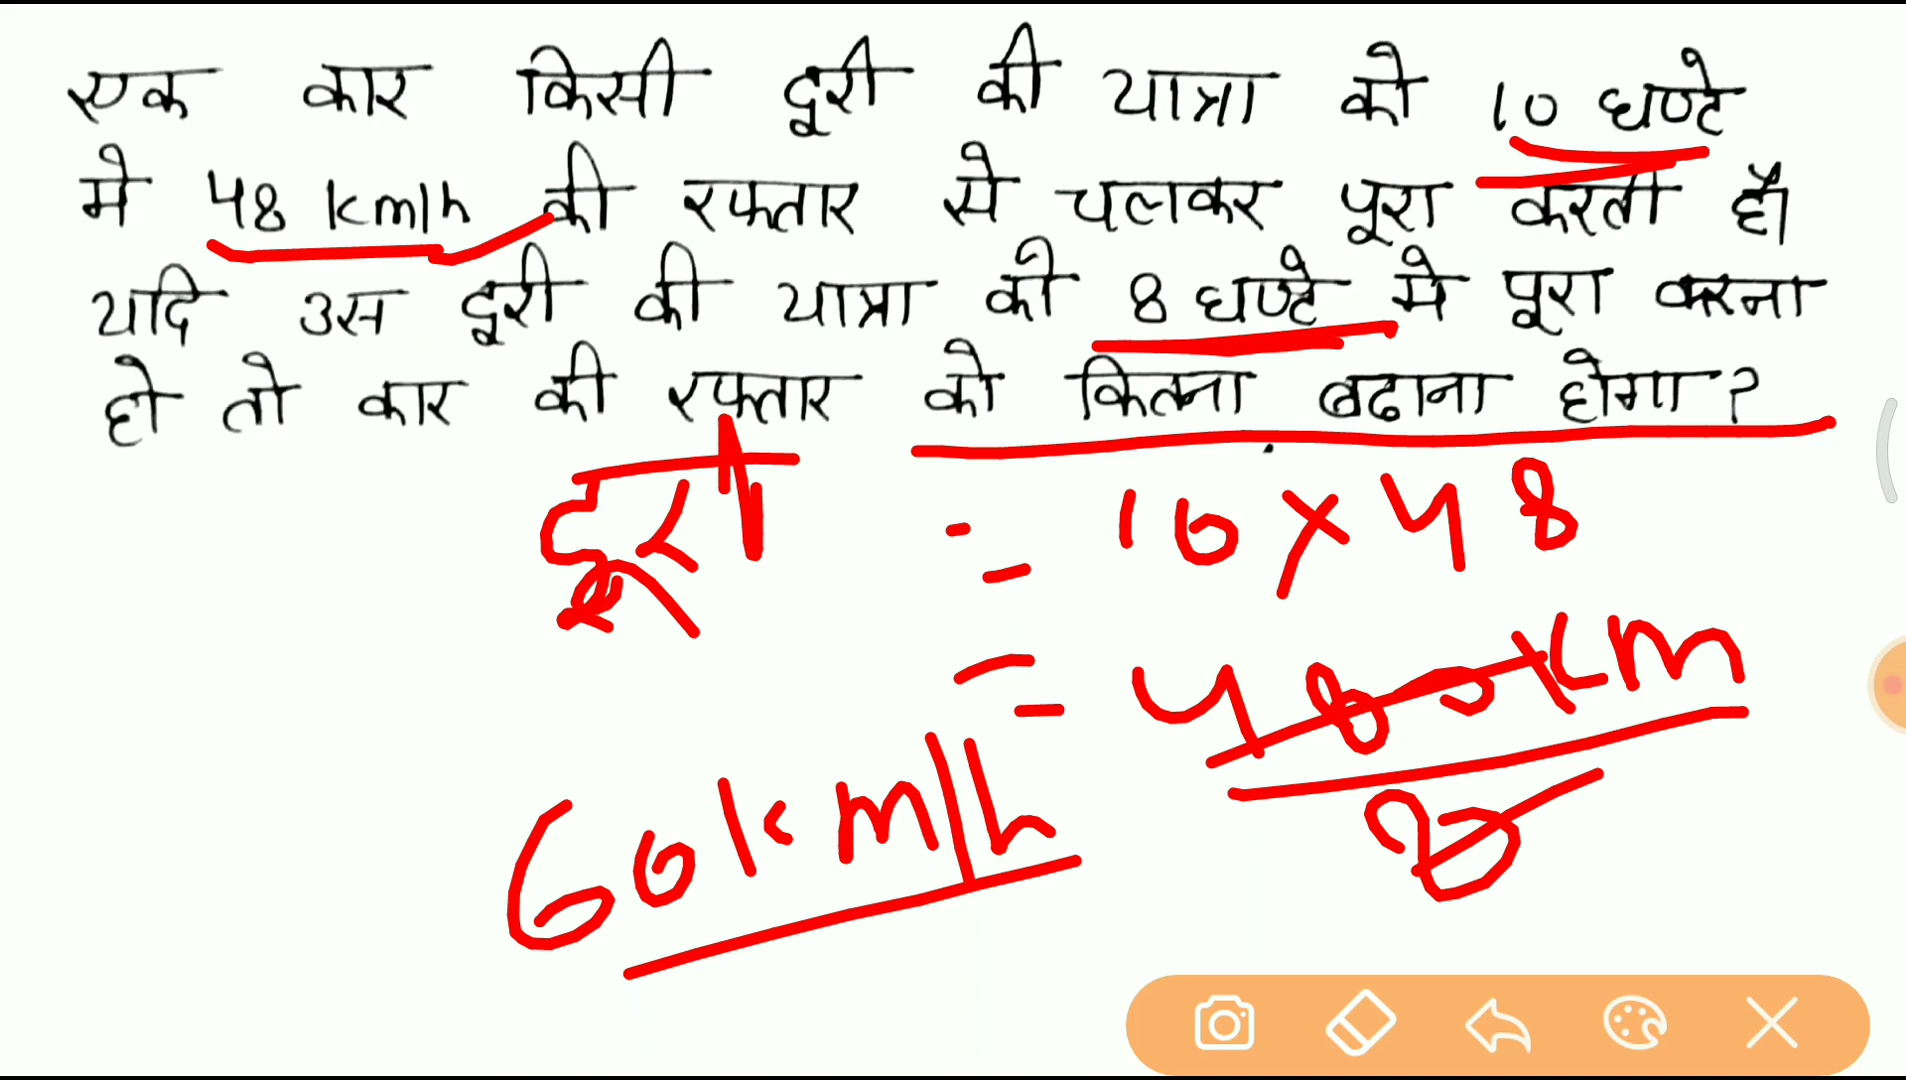 एक कार किसी दूरी की यात्रा को 10 घण्टे
मे 48 km/h की रफ्तार से चलकर पूरा करती है।
यदि उस दूरी की यात्रा को 8 घण्टे मे पूरा करना
हो तो कार की रफ्तार को कितना बढाना होगा?
दूरी = 10 × 48
= 480 km
8
60 km/h